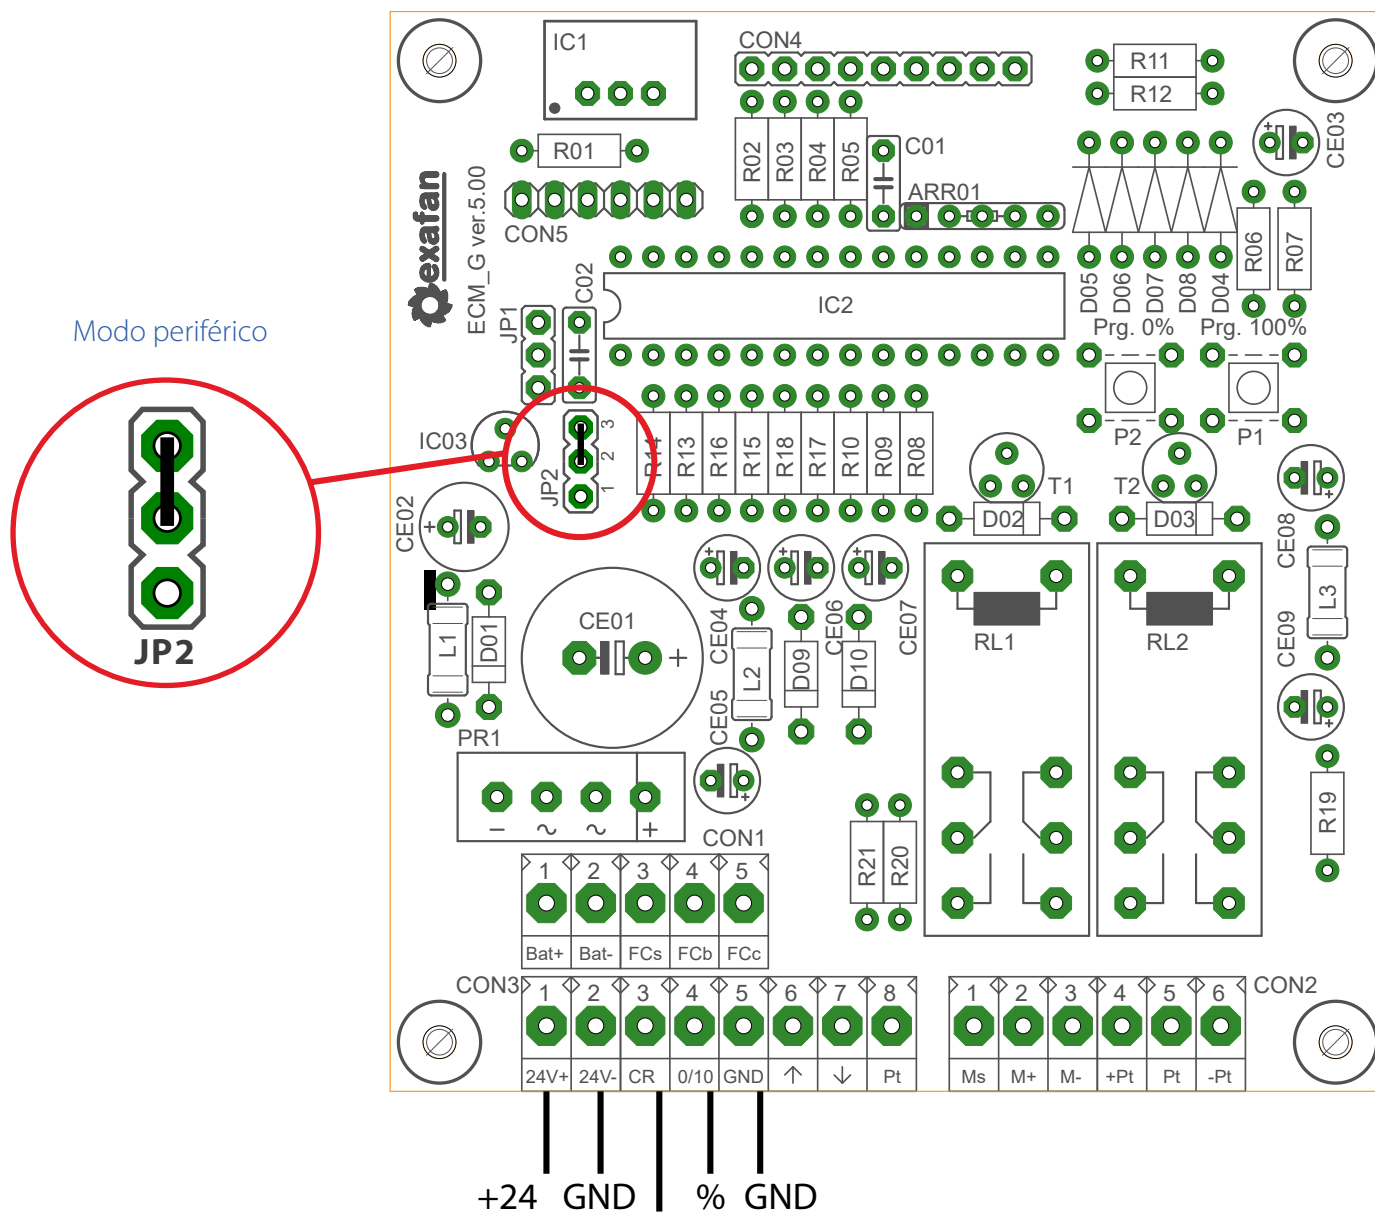 IC1
CON4
R11
R12
CE03
R01
R02
R03
R04
R05
C01
ARR01
CON5
exafan
ECM_G ver.5.00
R06
R07
D05
D06
D07
D08
D04
C02
IC2
JP1
Prg. 0%
Prg. 100%
Modo periférico
P2
P1
IC03
3
2
1
JP2
R14
R13
R16
R15
R18
R17
R10
R09
R08
T1
T2
D02
D03
CE02
+
CE08
+
JP2
CE04
+
CE06
+
CE07
+
L1
D01
CE01
+
L2
D09
D10
RL1
RL2
L3
CE09
+
CE05
+
PR1
− ~ ~ +
R19
CON1
R21
R20
1 2 3 4 5
Bat+ Bat- FCs FCb FCc
CON3
1 2 3 4 5 6 7 8
24V+ 24V- CR 0/10 GND ↑ ↓ Pt
CON2
1 2 3 4 5 6
Ms M+ M- +Pt Pt -Pt
+24 GND % GND